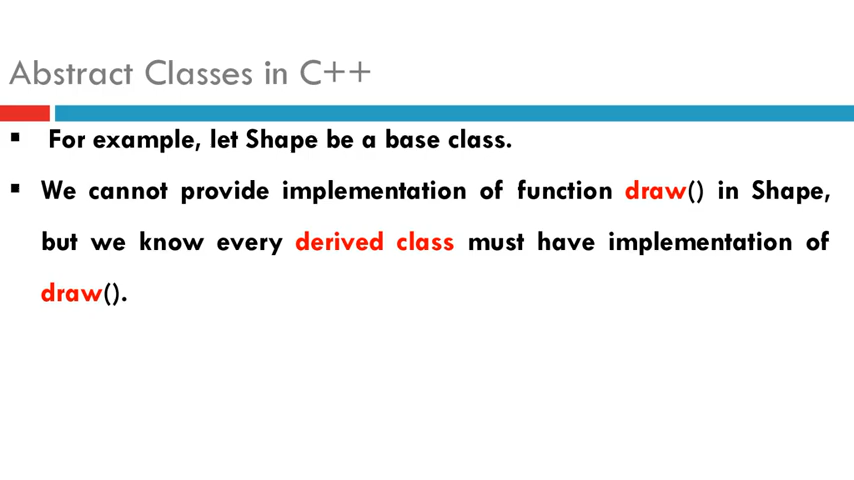 Abstract Classes in C++
▪ For example, let Shape be a base class.
▪ We cannot provide implementation of function draw() in Shape,
but we know every derived class must have implementation of
draw().